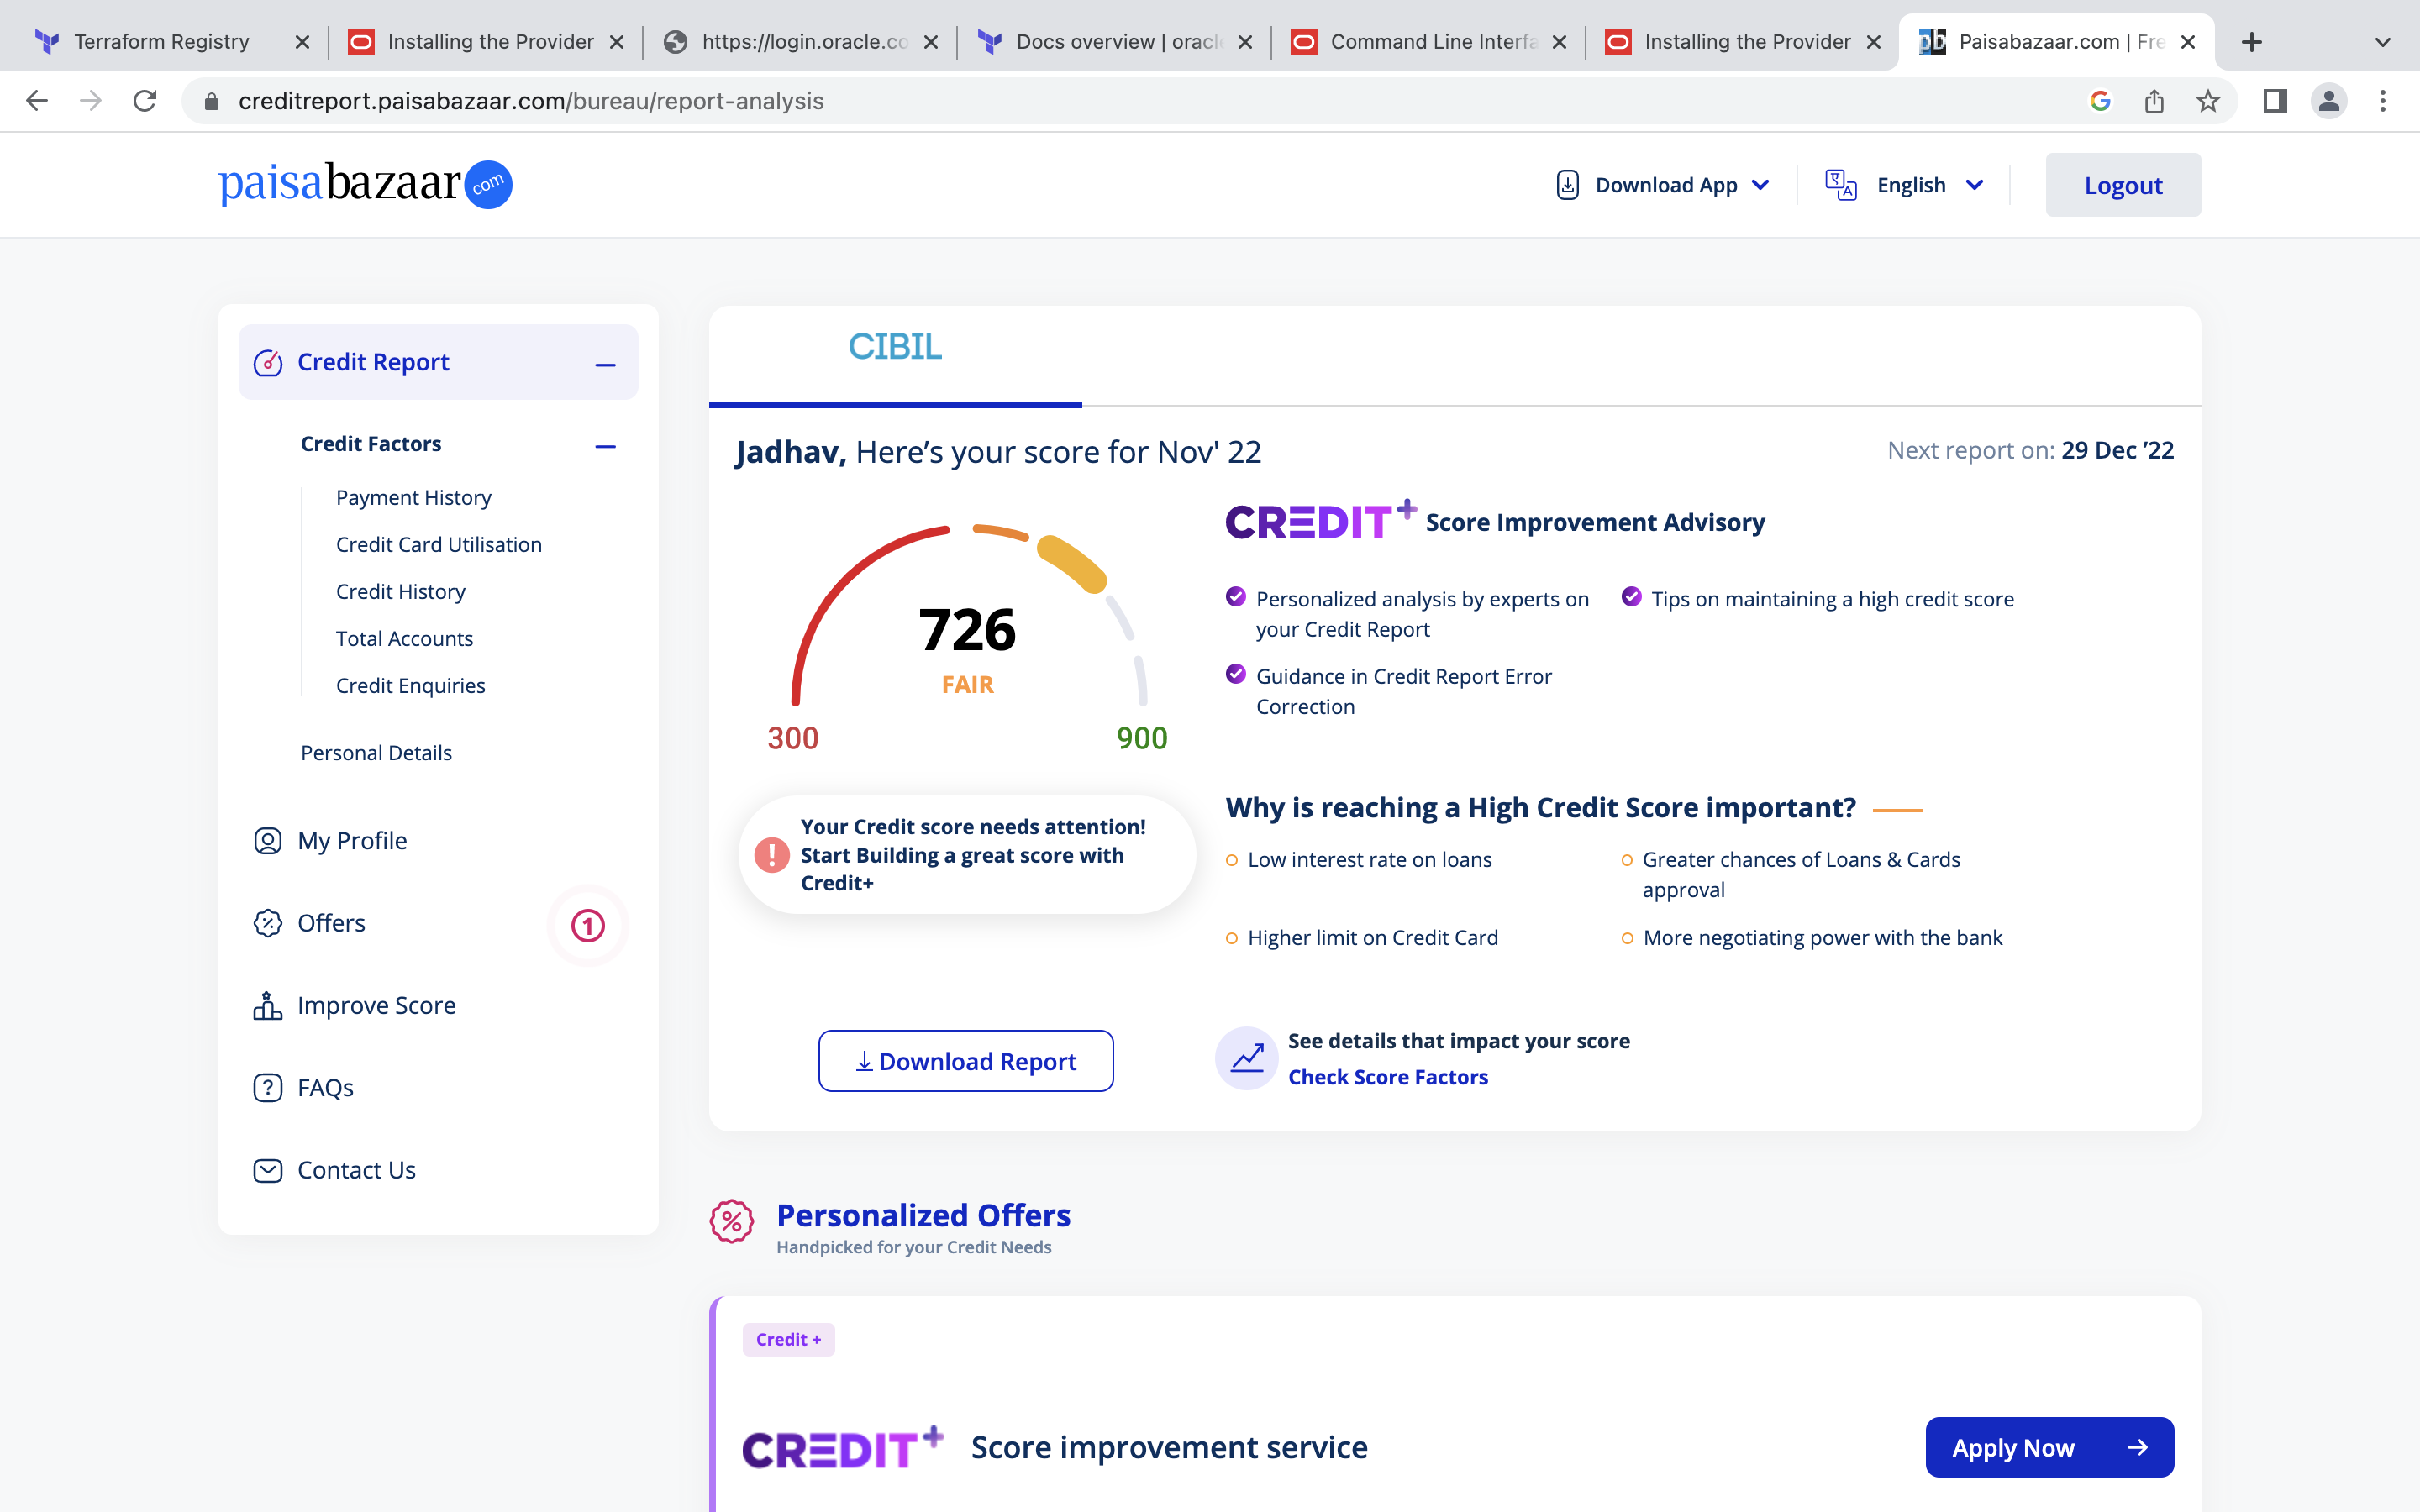 Terraform Registry
Installing the Provider
https://login.oracle.co
Docs overview | oracle
Command Line Interfa
Installing the Provider
Paisabazaar.com | Fre
creditreport.paisabazaar.com/bureau/report-analysis
paisabazaar com
Download App
English
Logout
Credit Report
Credit Factors
Payment History
Credit Card Utilisation
Credit History
Total Accounts
Credit Enquiries
Personal Details
My Profile
Offers
1
Improve Score
FAQs
Contact Us
CIBIL
Jadhav, Here’s your score for Nov' 22
Next report on: 29 Dec ’22
726
FAIR
300
900
Your Credit score needs attention!
Start Building a great score with
Credit+
Download Report
CREDIT+ Score Improvement Advisory
Personalized analysis by experts on
your Credit Report
Tips on maintaining a high credit score
Guidance in Credit Report Error
Correction
Why is reaching a High Credit Score important?
Low interest rate on loans
Greater chances of Loans & Cards
approval
Higher limit on Credit Card
More negotiating power with the bank
See details that impact your score
Check Score Factors
Personalized Offers
Handpicked for your Credit Needs
Credit +
CREDIT+ Score improvement service
Apply Now